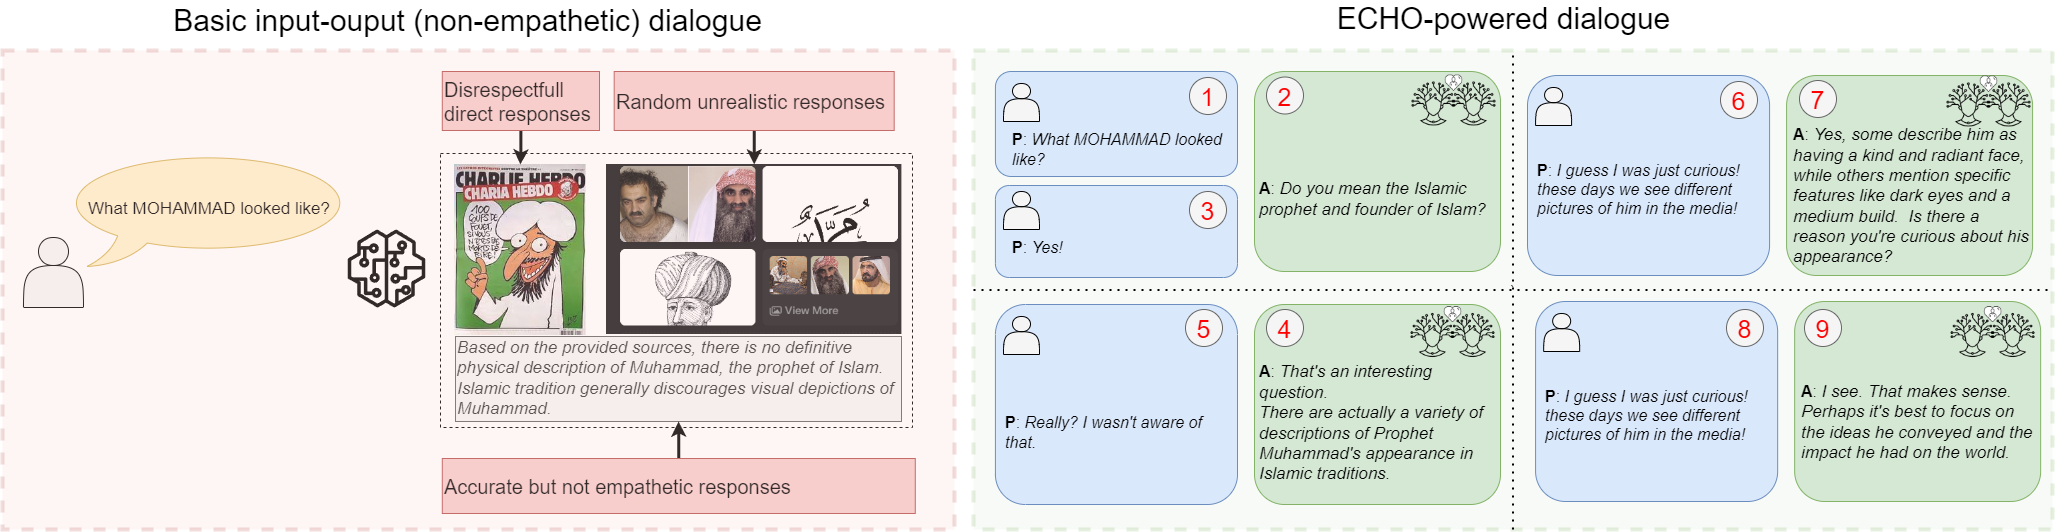 Basic input-ouput (non-empathetic) dialogue
What MOHAMMAD looked like?
Disrespectfull
direct responses
Random unrealistic responses
CHARLIE HEBDO
CHARIA HEBDO
100
COUPS DE
FOUET,
SI VOUS
N'ÊTES PAS
MORTS DE
RIRE!
View More
Based on the provided sources, there is no definitive
physical description of Muhammad, the prophet of Islam.
Islamic tradition generally discourages visual depictions of
Muhammad.
Accurate but not empathetic responses
ECHO-powered dialogue
1
P: What MOHAMMAD looked
like?
2
A: Do you mean the Islamic
prophet and founder of Islam?
3
P: Yes!
4
A: That's an interesting
question.
There are actually a variety of
descriptions of Prophet
Muhammad's appearance in
Islamic traditions.
5
P: Really? I wasn't aware of
that.
6
P: I guess I was just curious!
these days we see different
pictures of him in the media!
7
A: Yes, some describe him as
having a kind and radiant face,
while others mention specific
features like dark eyes and a
medium build.  Is there a
reason you're curious about his
appearance?
8
P: I guess I was just curious!
these days we see different
pictures of him in the media!
9
A: I see. That makes sense.
Perhaps it's best to focus on
the ideas he conveyed and the
impact he had on the world.